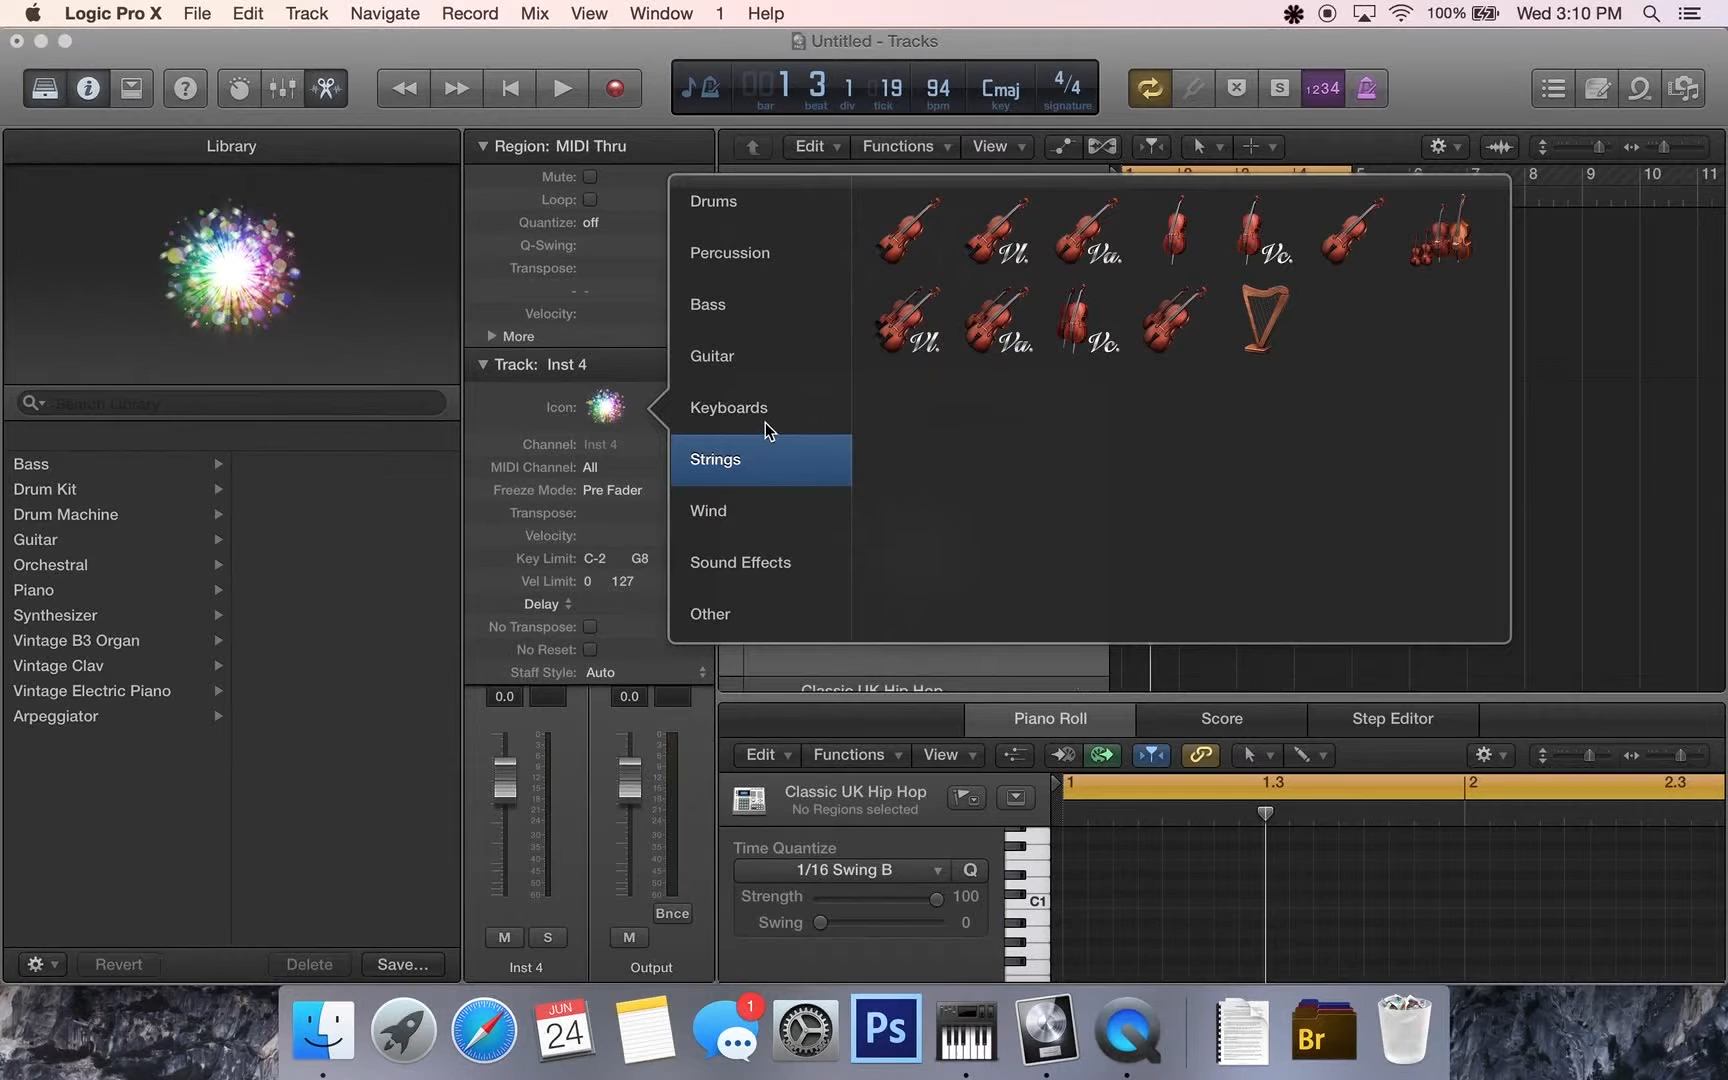 Logic Pro X File Edit Track Navigate Record Mix View Window 1 Help 100% Wed 3:10 PM
Untitled - Tracks
1 3 1 19 94 Cmaj 4/4
bar beat div tick bpm key signature
S 1234
Library
Region: MIDI Thru
Edit Functions View
Mute:
Loop:
Quantize: off
Q-Swing:
Transpose:
- -
Velocity:
More
Track: Inst 4
Icon:
Channel: Inst 4
MIDI Channel: All
Freeze Mode: Pre Fader
Transpose:
Velocity:
Key Limit: C-2 G8
Vel Limit: 0 127
Delay
No Transpose:
No Reset:
Staff Style: Auto
Drums
Percussion
Bass
Guitar
Keyboards
Strings
Wind
Sound Effects
Other
Vl. Va. Vc.
Vl. Va. Vc.
8 9 10 11
Search Library
Bass
Drum Kit
Drum Machine
Guitar
Orchestral
Piano
Synthesizer
Vintage B3 Organ
Vintage Clav
Vintage Electric Piano
Arpeggiator
Revert Delete Save...
0.0 0.0
Bnce
M S M
Inst 4 Output
Classic UK Hip Hop
Piano Roll Score Step Editor
Edit Functions View
Classic UK Hip Hop
No Regions selected
1 1.3 2 2.3
Time Quantize
1/16 Swing B Q
Strength 100
Swing 0
C1
JUN
24
1
Ps
Br